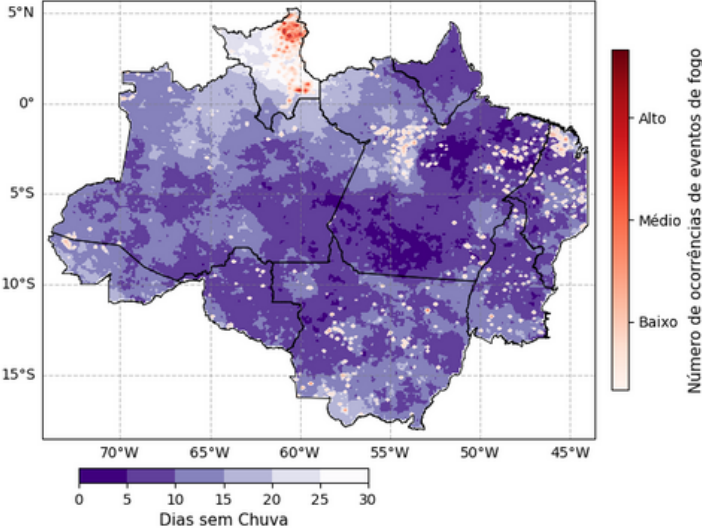 5°N
0°
5°S
10°S
15°S
70°W 65°W 60°W 55°W 50°W 45°W
0 5 10 15 20 25 30
Dias sem Chuva
Alto
Médio
Baixo
Número de ocorrências de eventos de fogo